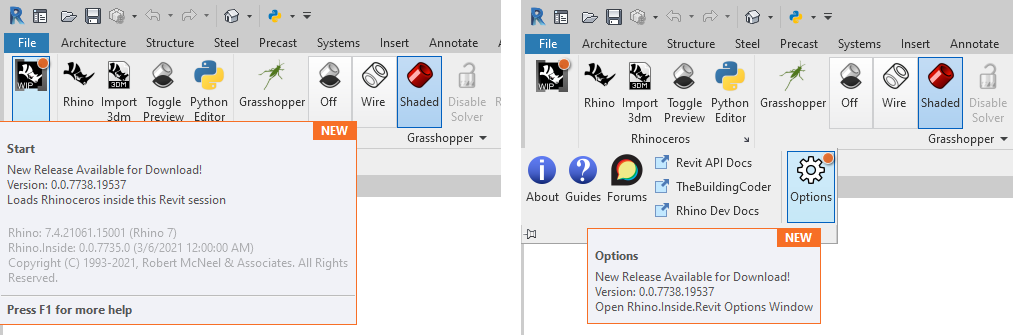 File Architecture Structure Steel Precast Systems Insert Annotate
WIP
Rhino
Import
3dm
3DM
Toggle
Preview
Python
Editor
Grasshopper
Off
Wire
Shaded
Disable
Solver
Grasshopper
NEW
Start
New Release Available for Download!
Version: 0.0.7738.19537
Loads Rhinoceros inside this Revit session
Rhino: 7.4.21061.15001 (Rhino 7)
Rhino.Inside: 0.0.7735.0 (3/6/2021 12:00:00 AM)
Copyright (C) 1993-2021, Robert McNeel & Associates. All Rights
Reserved.
Press F1 for more help
File Architecture Structure Steel Precast Systems Insert Annotate
WIP
Rhino
Import
3dm
3DM
Toggle
Preview
Python
Editor
Grasshopper
Off
Wire
Shaded
Disable
Solver
Rhinoceros
Grasshopper
About
Guides
Forums
Revit API Docs
TheBuildingCoder
Rhino Dev Docs
Options
NEW
Options
New Release Available for Download!
Version: 0.0.7738.19537
Open Rhino.Inside.Revit Options Window